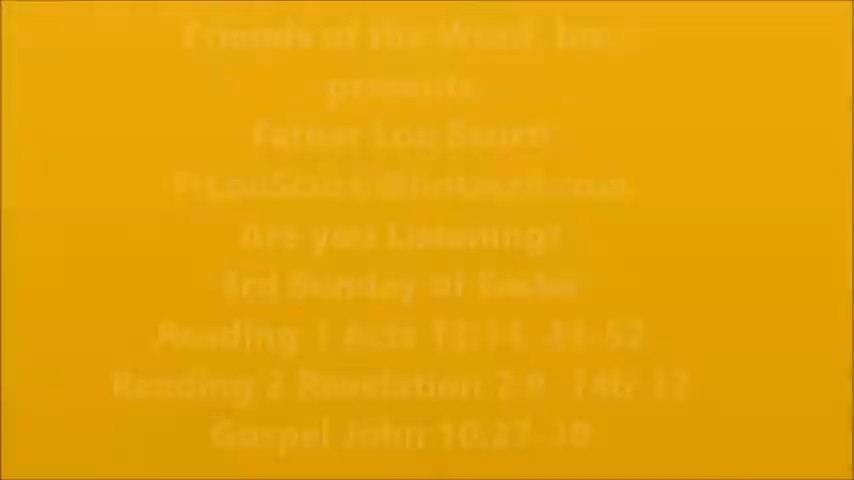 Friends of the Word, Inc.
presents
Father Lou
Are you Listening?
3rd Sunday of Easter
Reading 1 Acts 13:14, 43-52
Reading 2 Revelation 7:9, 14b-17
Gospel John 10:27-30